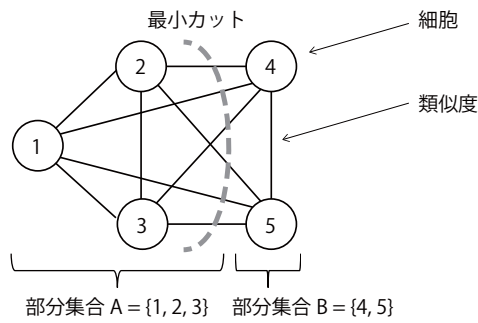 最小カット
細胞
類似度
2
4
1
3
5
部分集合 A = {1, 2, 3}
部分集合 B = {4, 5}